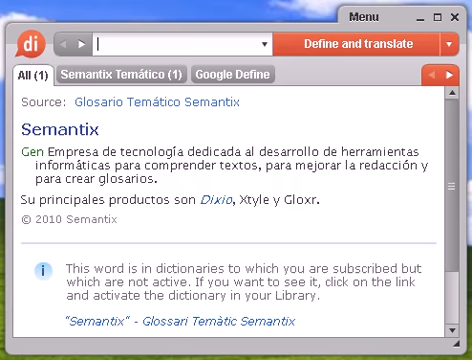 Menu
di
Define and translate
All (1)
Semantix Temático (1)
Google Define
Source: Glosario Temático Semantix
Semantix
Gen Empresa de tecnología dedicada al desarrollo de herramientas
informáticas para comprender textos, para mejorar la redacción y
para crear glosarios.
Su principales productos son Dixio, Xtyle y Gloxr.
© 2010 Semantix
i
This word is in dictionaries to which you are subscribed but
which are not active. If you want to see it, click on the link
and activate the dictionary in your Library.
"Semantix" - Glossari Temàtic Semantix